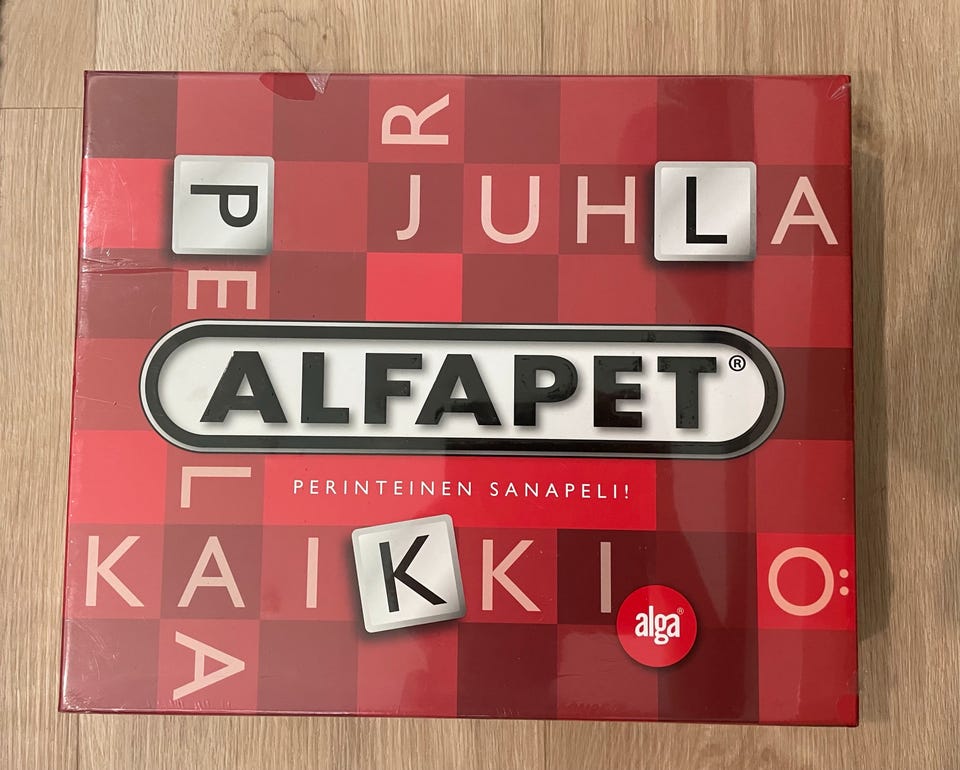 R
P JUHLA
E
ALFAPET®
L
PERINTEINEN SANAPELI!
KAIKKI Ö
alga®
A